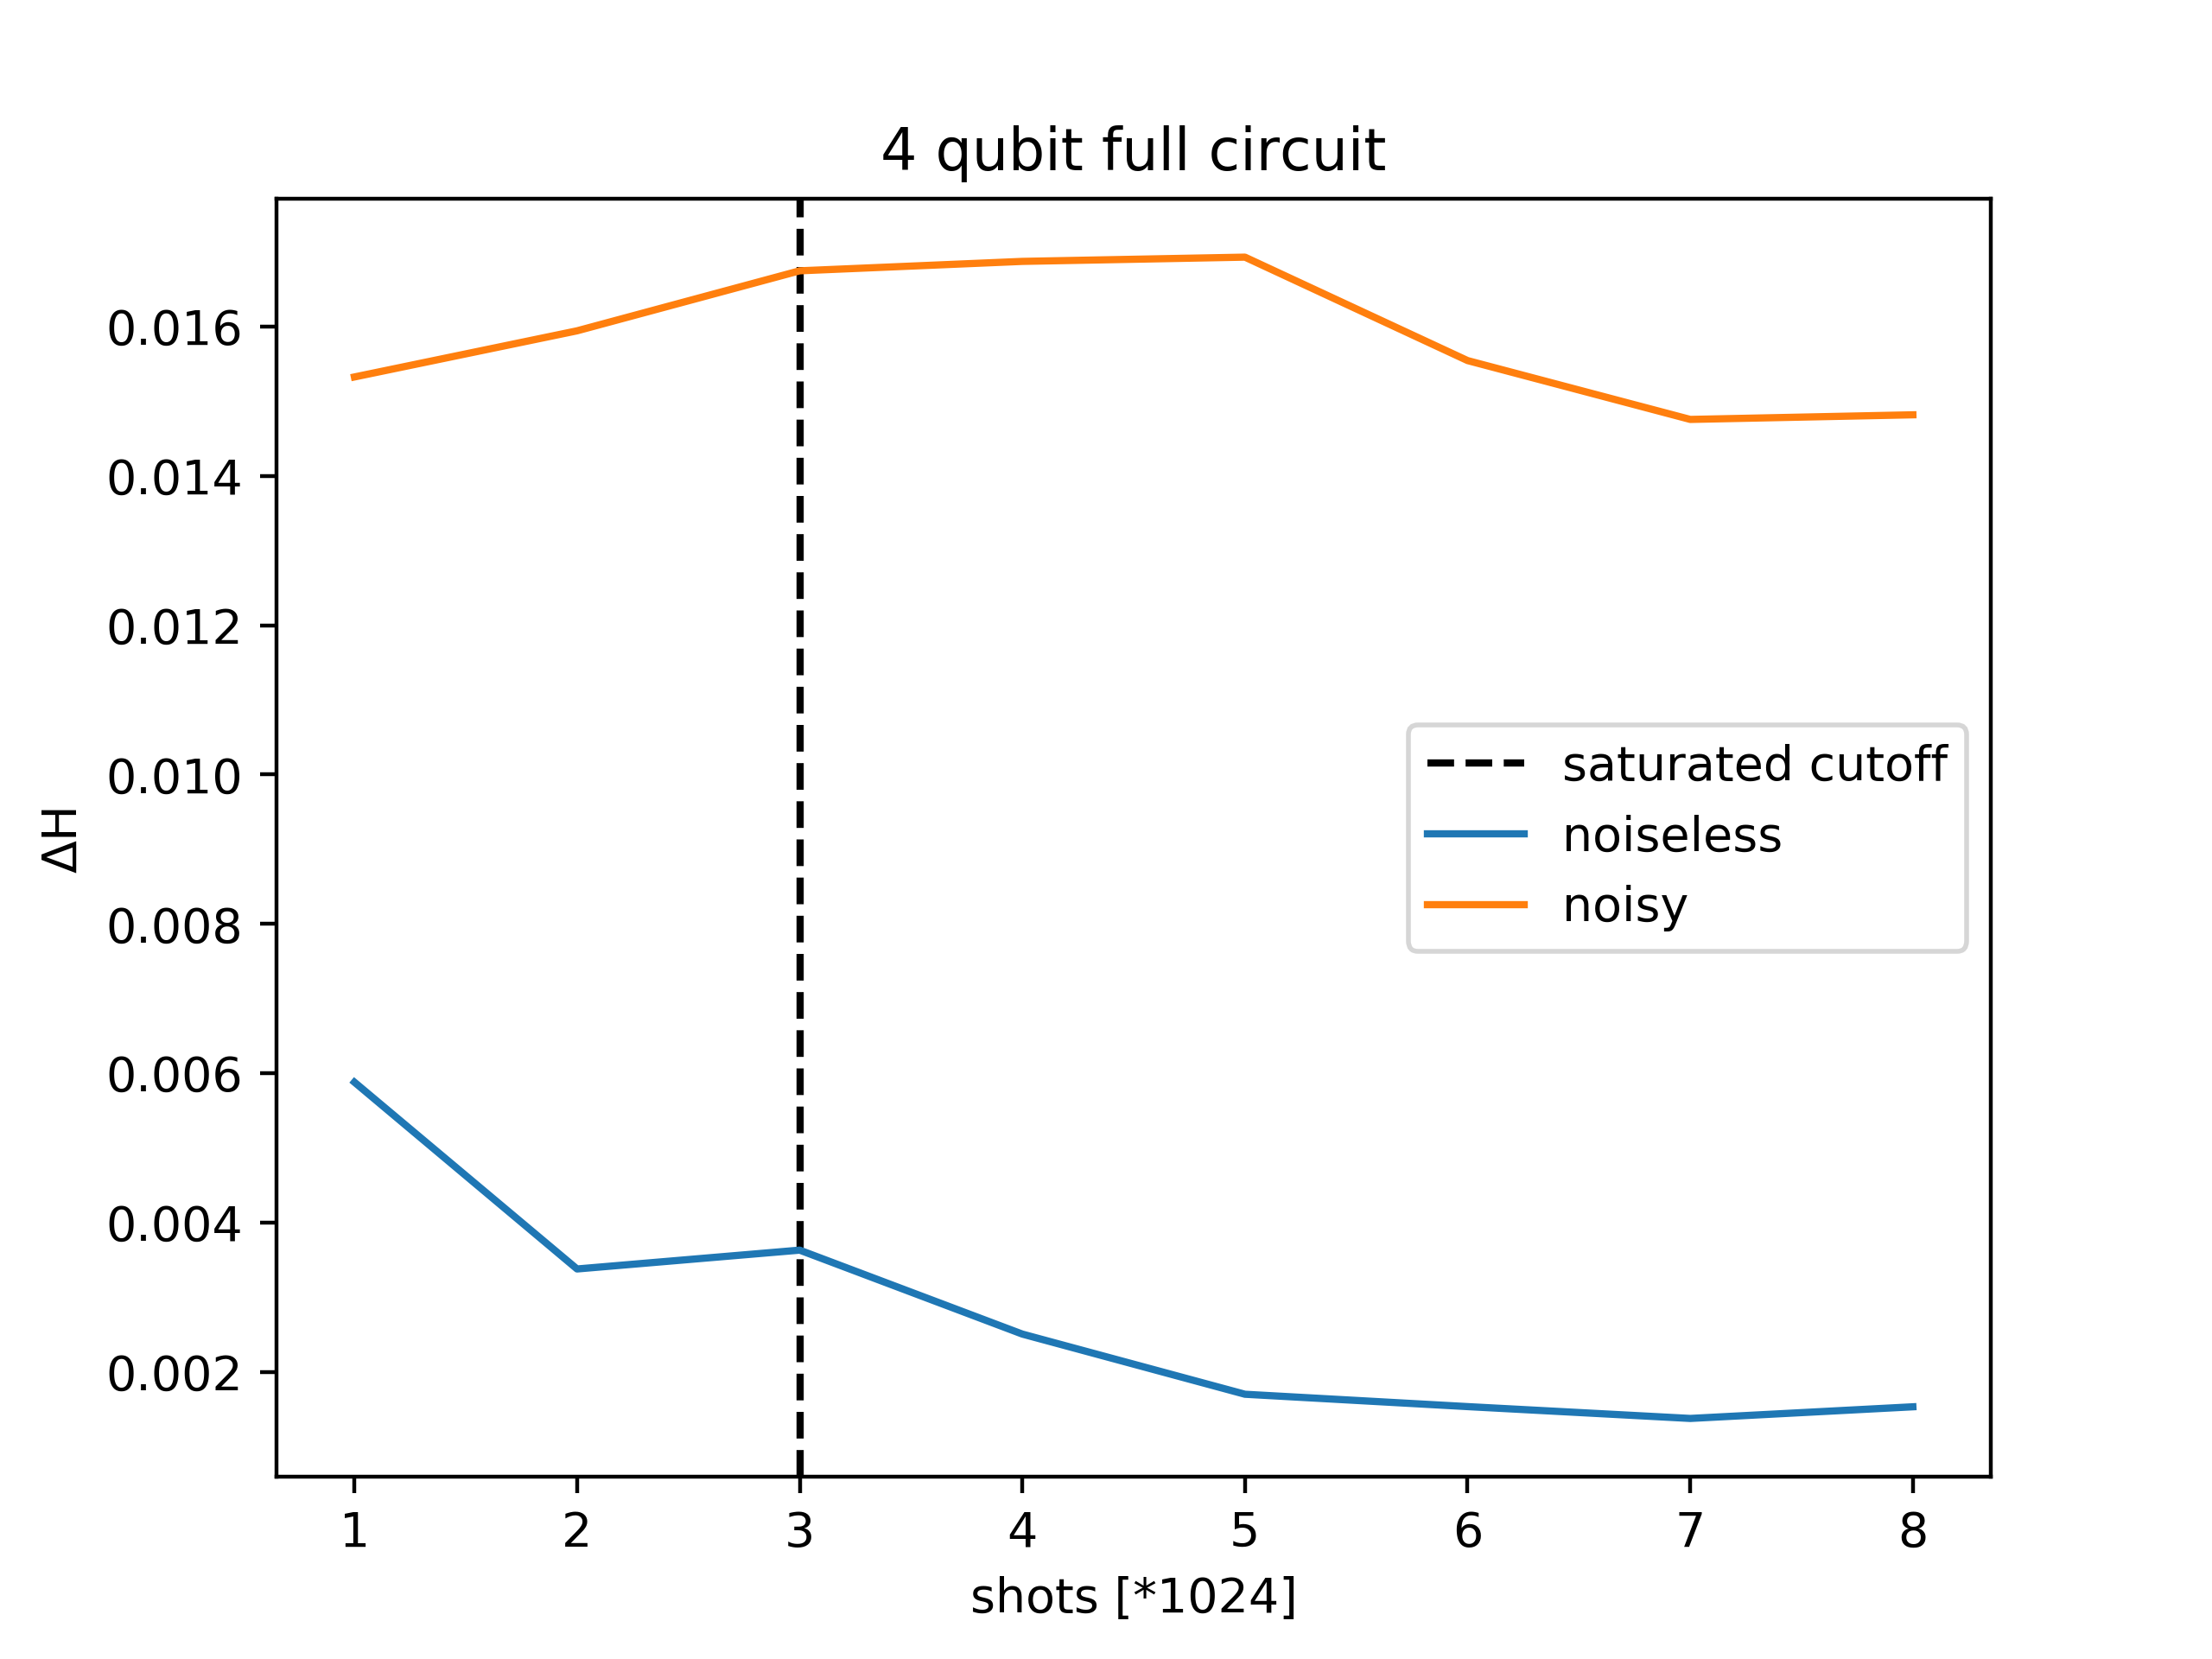 4 qubit full circuit
0.016
0.014
0.012
0.010
0.008
0.006
0.004
0.002
ΔH
saturated cutoff
noiseless
noisy
1 2 3 4 5 6 7 8
shots [*1024]